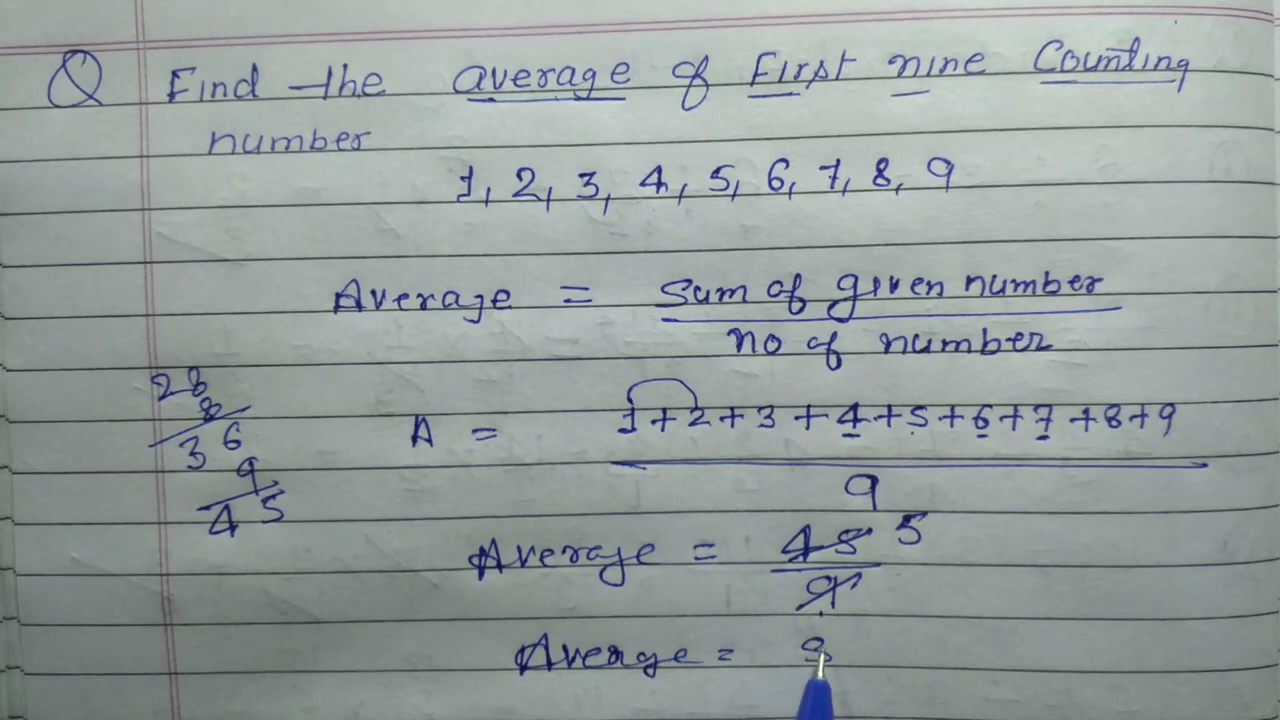 Q Find the average of First nine Counting
number
1, 2, 3, 4, 5, 6, 7, 8, 9
Average = Sum of given number
no of number
28
8
36
9
45
A = 1+2+3+4+5+6+7+8+9
9
Average = 45 5
9
Averge =